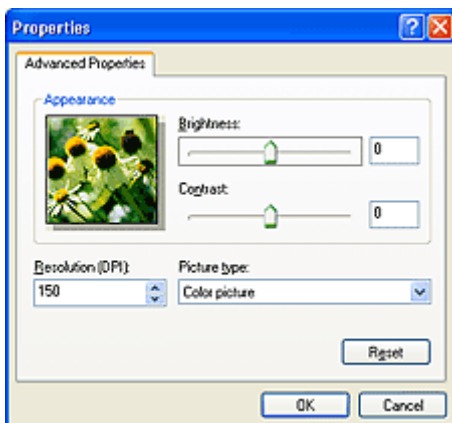 Properties
Advanced Properties
Appearance
Brightness:
0
Contrast:
0
Resolution (DPI):
150
Picture type:
Color picture
Reset
OK
Cancel